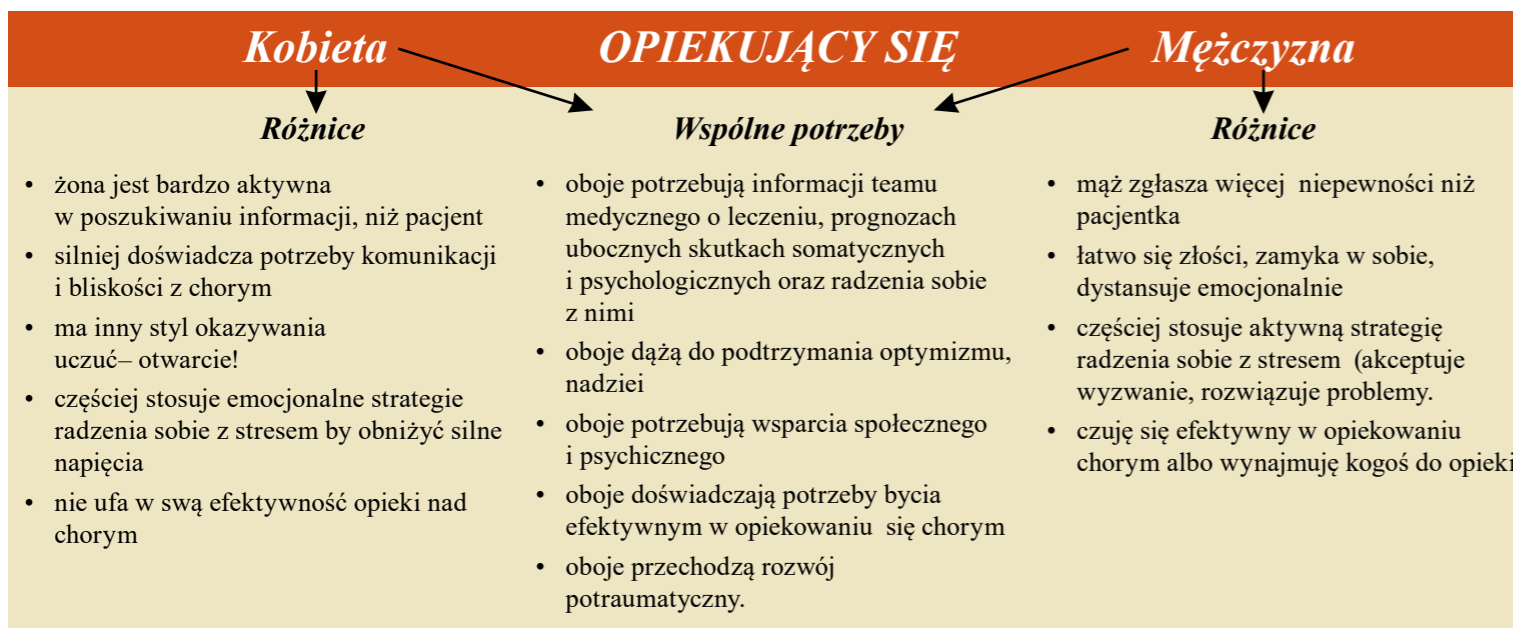 Kobieta OPIEKUJĄCY SIĘ Mężczyzna
Różnice
• żona jest bardzo aktywna
w poszukiwaniu informacji, niż pacjent
• silniej doświadcza potrzeby komunikacji
i bliskości z chorym
• ma inny styl okazywania
uczuć– otwarcie!
• częściej stosuje emocjonalne strategie
radzenia sobie z stresem by obniżyć silne
napięcia
• nie ufa w swą efektywność opieki nad
chorym
Wspólne potrzeby
• oboje potrzebują informacji teamu
medycznego o leczeniu, prognozach
ubocznych skutkach somatycznych
i psychologicznych oraz radzenia sobie
z nimi
• oboje dążą do podtrzymania optymizmu,
nadziei
• oboje potrzebują wsparcia społecznego
i psychicznego
• oboje doświadczają potrzeby bycia
efektywnym w opiekowaniu się chorym
• oboje przechodzą rozwój
potraumatyczny.
Różnice
• mąż zgłasza więcej niepewności niż
pacjentka
• łatwo się złości, zamyka w sobie,
dystansuje emocjonalnie
• częściej stosuje aktywną strategię
radzenia sobie z stresem (akceptuje
wyzwanie, rozwiązuje problemy.
• czuję się efektywny w opiekowaniu
chorym albo wynajmuję kogoś do opieki